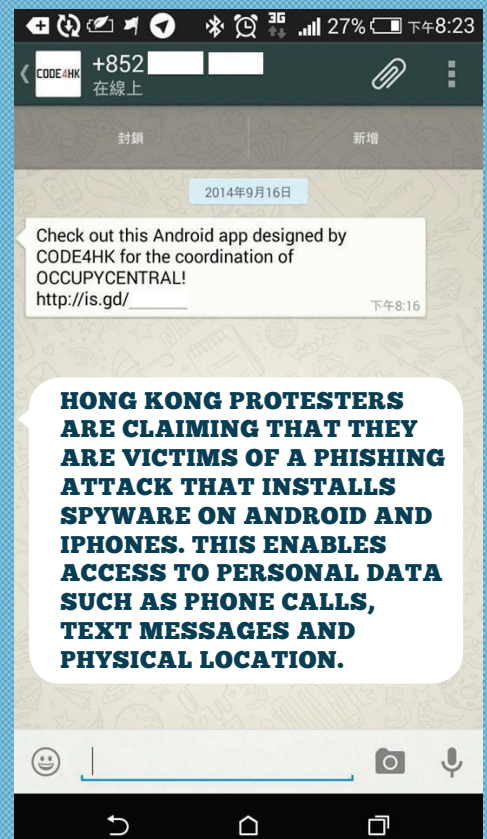 3G 27% 下午8:23
CODE4HK +852
在線上
封鎖 新增
2014年9月16日
Check out this Android app designed by
CODE4HK for the coordination of
OCCUPYCENTRAL!
http://is.gd/
下午8:16
HONG KONG PROTESTERS
ARE CLAIMING THAT THEY
ARE VICTIMS OF A PHISHING
ATTACK THAT INSTALLS
SPYWARE ON ANDROID AND
IPHONES. THIS ENABLES
ACCESS TO PERSONAL DATA
SUCH AS PHONE CALLS,
TEXT MESSAGES AND
PHYSICAL LOCATION.